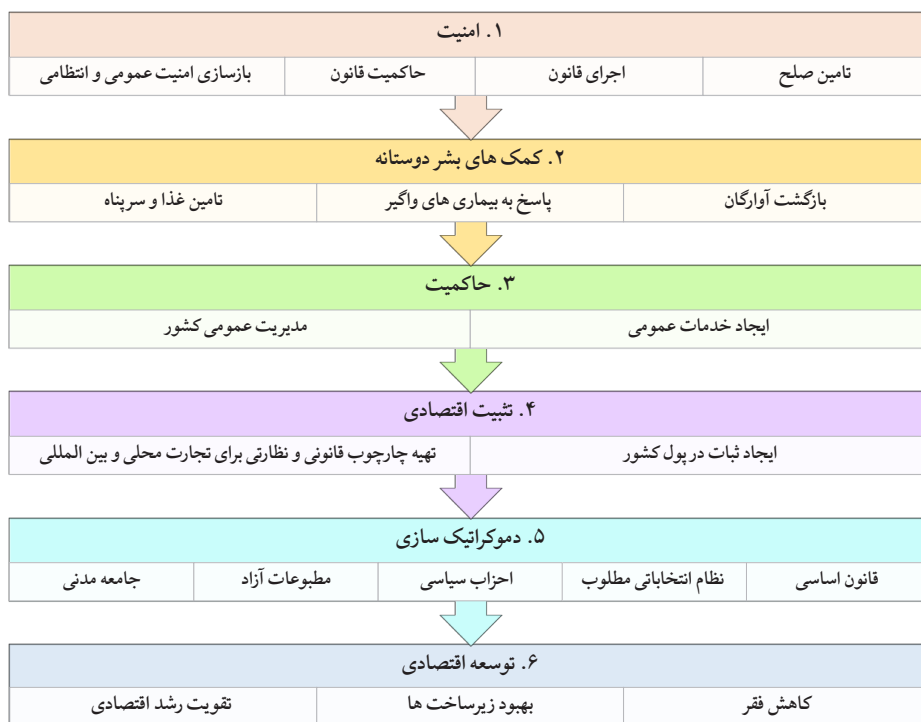 ۱. امنیت
تامین صلح
اجرای قانون
حاکمیت قانون
بازسازی امنیت عمومی و انتظامی
۲. کمک های بشر دوستانه
بازگشت آوارگان
پاسخ به بیماری های واگیر
تامین غذا و سرپناه
۳. حاکمیت
ایجاد خدمات عمومی
مدیریت عمومی کشور
۴. تثبیت اقتصادی
ایجاد ثبات در پول کشور
تهیه چارچوب قانونی و نظارتی برای تجارت محلی و بین المللی
۵. دموکراتیک سازی
قانون اساسی
نظام انتخاباتی مطلوب
احزاب سیاسی
مطبوعات آزاد
جامعه مدنی
۶. توسعه اقتصادی
کاهش فقر
بهبود زیرساخت ها
تقویت رشد اقتصادی